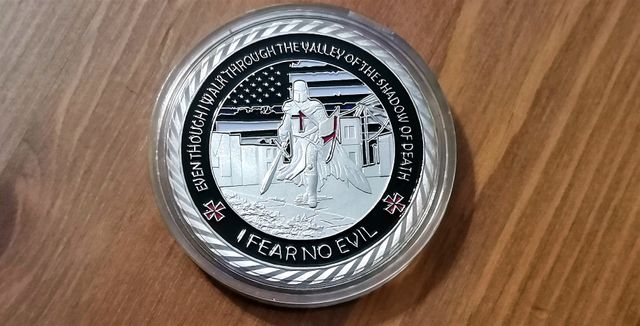 EVEN THOUGH I WALK THROUGH THE VALLEY OF THE SHADOW OF DEATH
I FEAR NO EVIL